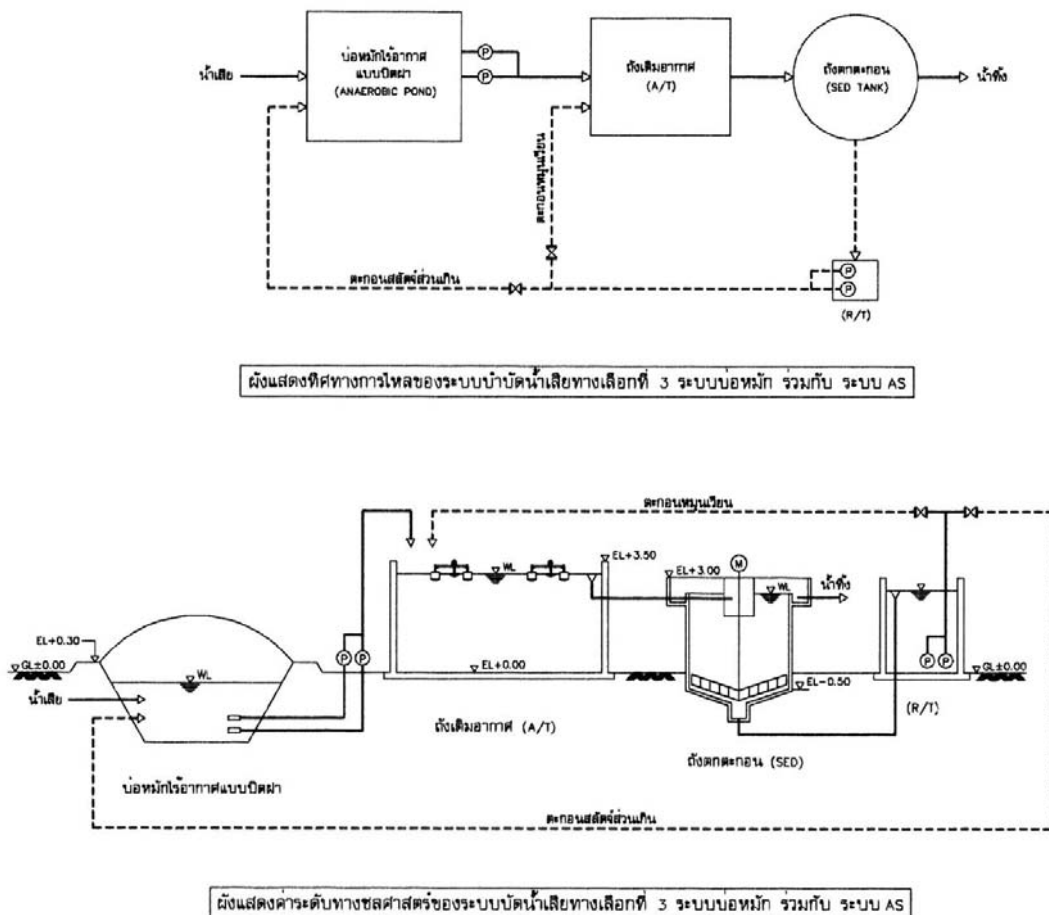 น้ำเสีย
บ่อหมักไร้อากาศ
แบบปิดฝา
(ANAEROBIC POND)
P
P
ถังเติมอากาศ
(A/T)
ถังตกตะกอน
(SED TANK)
น้ำทิ้ง
ตะกอนหมุนเวียน
ตะกอนสลัดจ์ส่วนเกิน
P
P
(R/T)
ผังแสดงทิศทางการไหลของระบบบำบัดน้ำเสียทางเลือกที่ 3 ระบบบ่อหมัก ร่วมกับ ระบบ AS
ตะกอนหมุนเวียน
EL+3.50
WL
M
EL+3.00
WL
น้ำทิ้ง
EL+0.30
GL±0.00
WL
P
P
EL+0.00
P
P
GL±0.00
EL-0.50
น้ำเสีย
(R/T)
ถังเติมอากาศ (A/T)
ถังตกตะกอน (SED)
บ่อหมักไร้อากาศแบบปิดฝา
ตะกอนสลัดจ์ส่วนเกิน
ผังแสดงค่าระดับทางชลศาสตร์ของระบบบัดน้ำเสียทางเลือกที่ 3 ระบบบ่อหมัก ร่วมกับ ระบบ AS